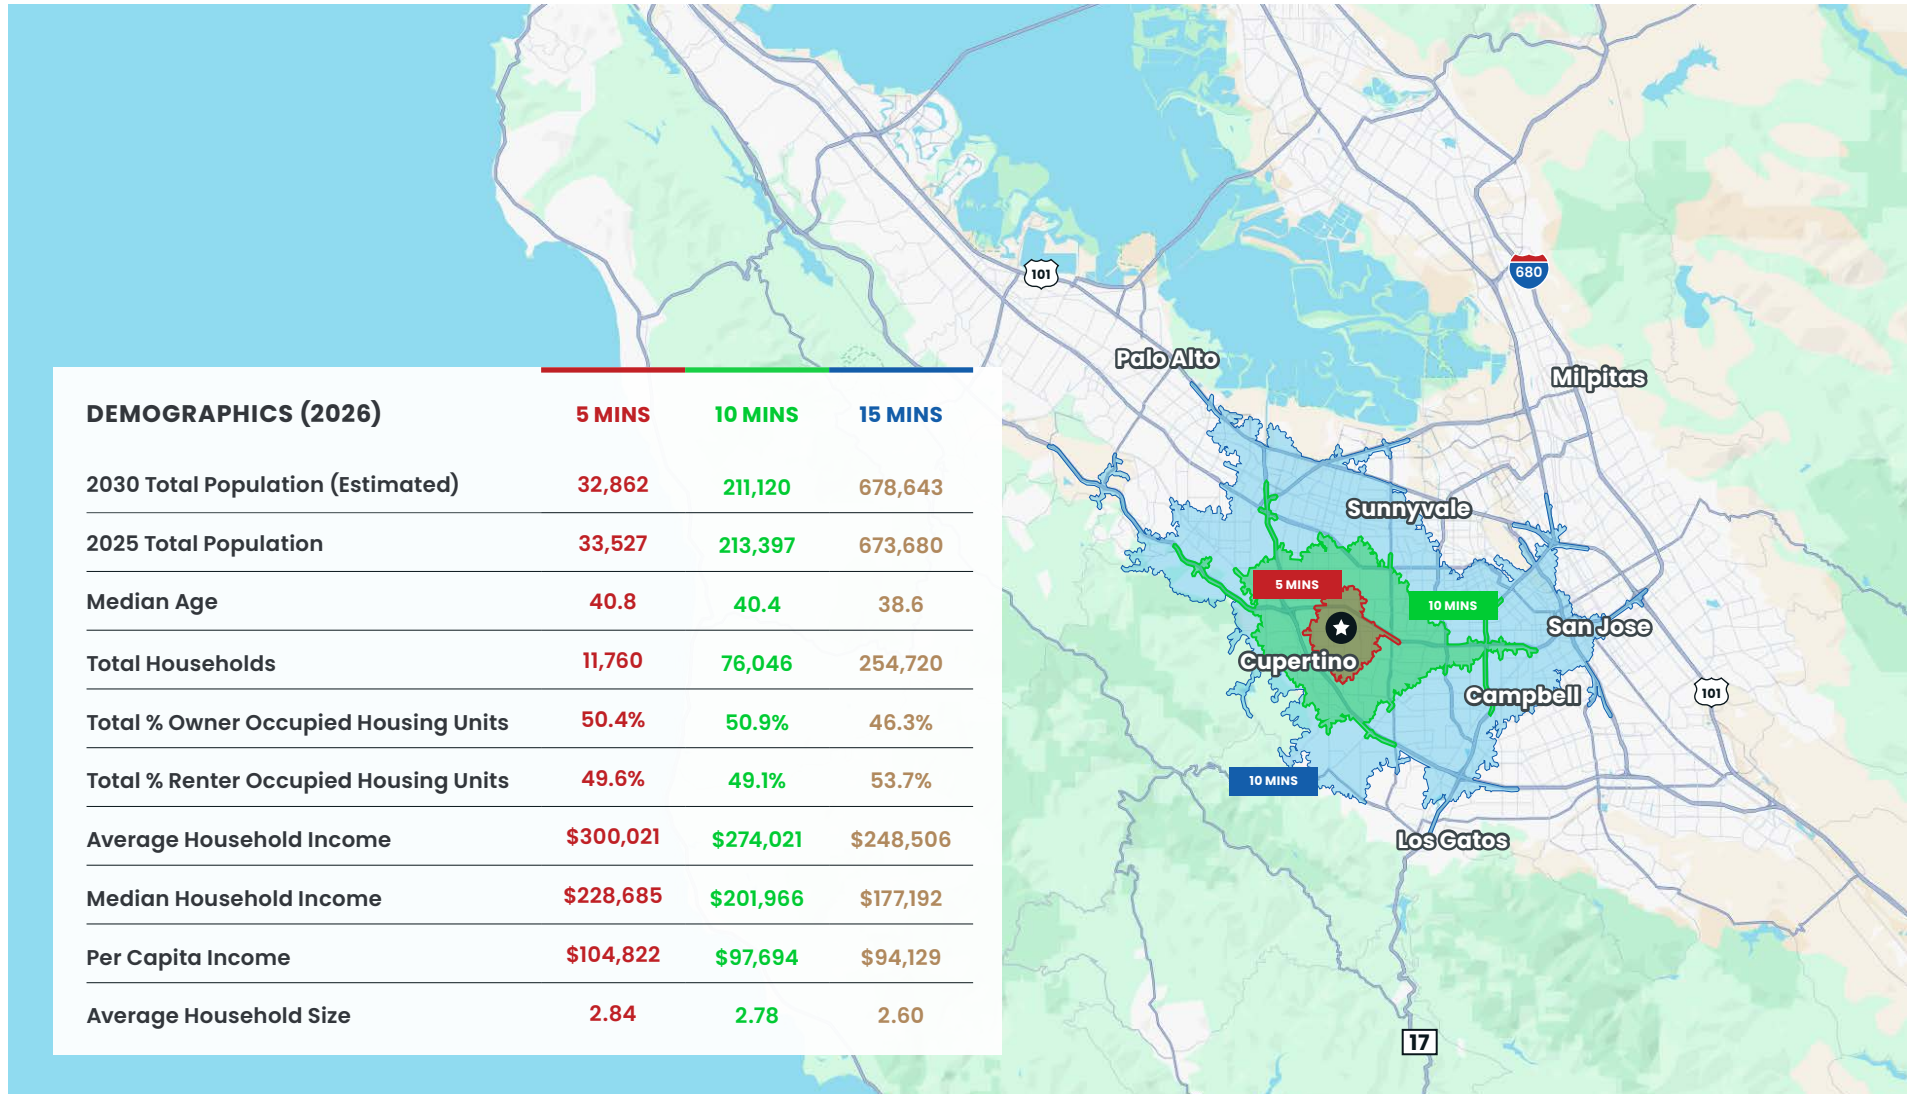 DEMOGRAPHICS (2026) 5 MINS 10 MINS 15 MINS
2030 Total Population (Estimated) 32,862 211,120 678,643
2025 Total Population 33,527 213,397 673,680
Median Age 40.8 40.4 38.6
Total Households 11,760 76,046 254,720
Total % Owner Occupied Housing Units 50.4% 50.9% 46.3%
Total % Renter Occupied Housing Units 49.6% 49.1% 53.7%
Average Household Income $300,021 $274,021 $248,506
Median Household Income $228,685 $201,966 $177,192
Per Capita Income $104,822 $97,694 $94,129
Average Household Size 2.84 2.78 2.60
101
680
Palo Alto
Milpitas
Sunnyvale
5 MINS
10 MINS
San Jose
Cupertino
Campbell
101
10 MINS
Los Gatos
17